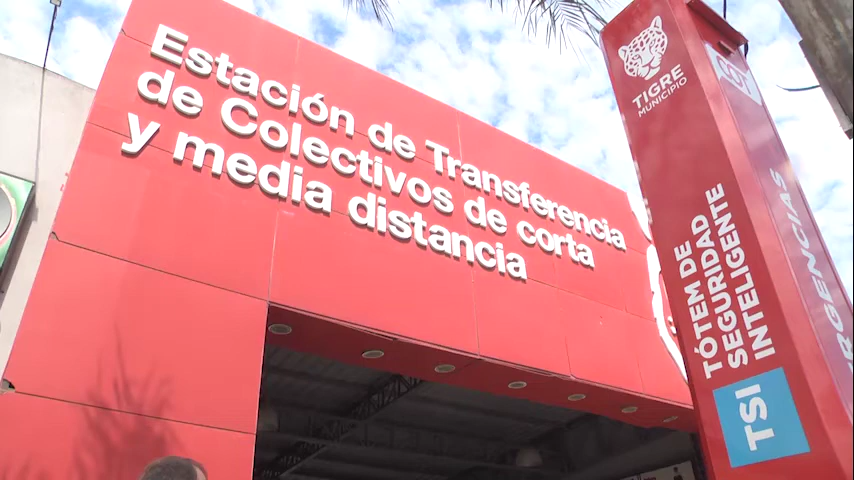 Estación de Transferencia
de Colectivos de corta
y media distancia
TIGRE
MUNICIPIO
TÓTEM DE
SEGURIDAD
INTELIGENTE
TSI